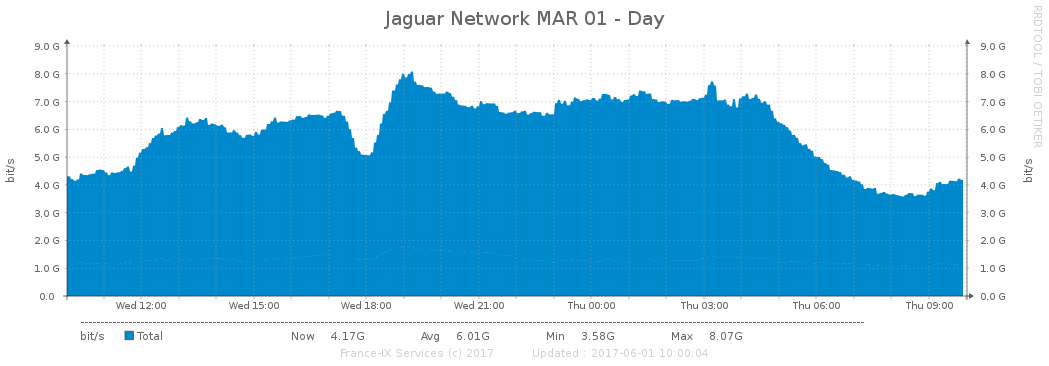 Jaguar Network MAR 01 - Day
RRDTOOL / TOBI OETIKER
bit/s
bit/s
9.0 G 9.0 G
8.0 G 8.0 G
7.0 G 7.0 G
6.0 G 6.0 G
5.0 G 5.0 G
4.0 G 4.0 G
3.0 G 3.0 G
2.0 G 2.0 G
1.0 G 1.0 G
0.0 0.0 G
Wed 12:00 Wed 15:00 Wed 18:00 Wed 21:00 Thu 00:00 Thu 03:00 Thu 06:00 Thu 09:00
bit/s Total Now 4.17G Avg 6.01G Min 3.58G Max 8.07G
France-IX Services (c) 2017 Updated : 2017-06-01 10:00:04